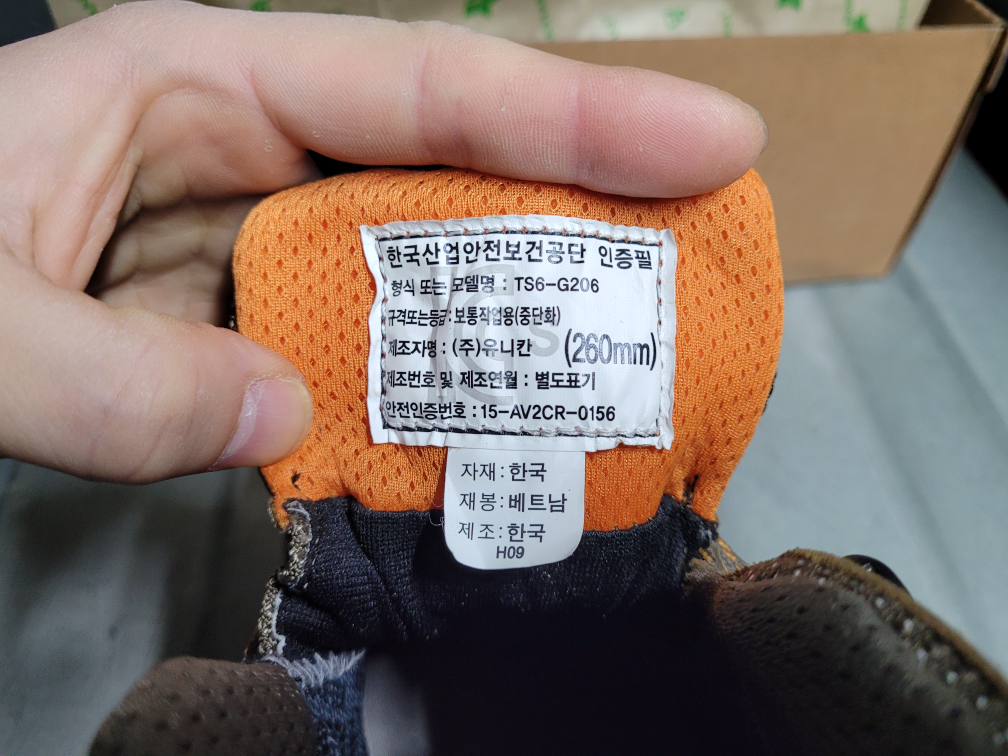 한국산업안전보건공단 인증필
형식 또는 모델명 : TS6-G206
규격또는등급 : 보통작업용(중단화)
제조자명 : (주)유니칸 (260mm)
제조번호 및 제조연월 : 별도표기
안전인증번호 : 15-AV2CR-0156
자재 : 한국
재봉 : 베트남
제조 : 한국
H09